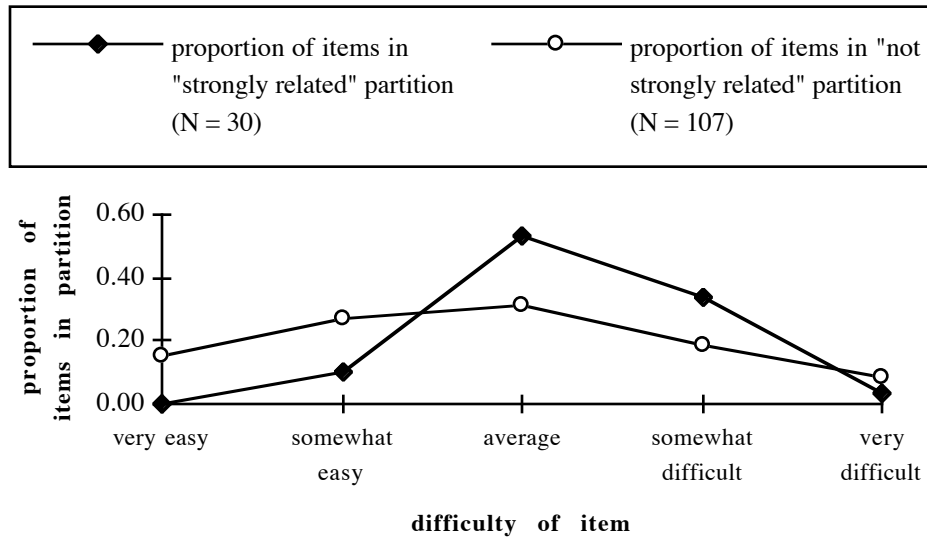 proportion of items in
"strongly related" partition
(N = 30)
proportion of items in "not
strongly related" partition
(N = 107)
proportion of
items in partition
0.60
0.40
0.20
0.00
very easy
somewhat
easy
average
somewhat
difficult
very
difficult
difficulty of item